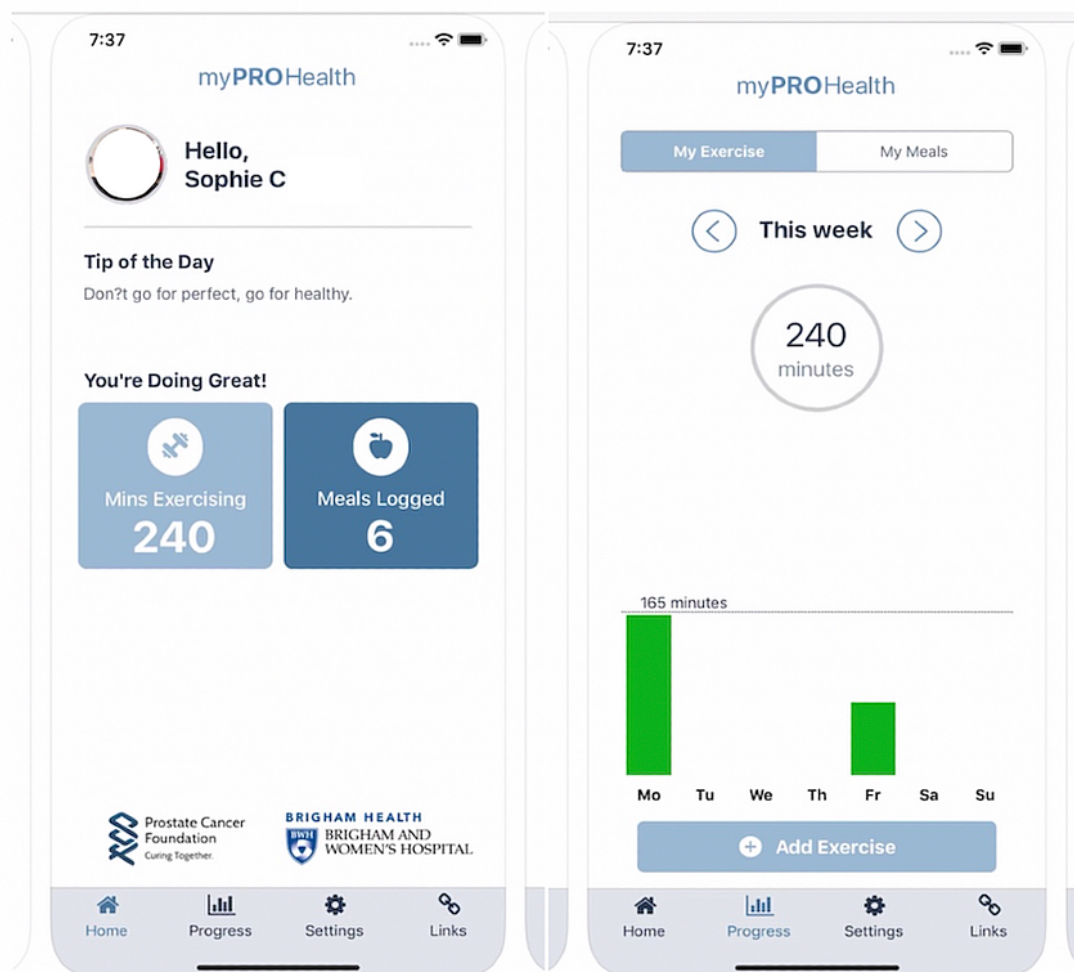 7:37
myPROHealth
Hello,
Sophie C
Tip of the Day
Don?t go for perfect, go for healthy.
You're Doing Great!
Mins Exercising
240
Meals Logged
6
Prostate Cancer
Foundation
Curing Together.
BRIGHAM HEALTH
BWH
BRIGHAM AND
WOMEN'S HOSPITAL
Home
Progress
Settings
Links
7:37
myPROHealth
My Exercise
My Meals
This week
240
minutes
165 minutes
Mo Tu We Th Fr Sa Su
Add Exercise
Home
Progress
Settings
Links